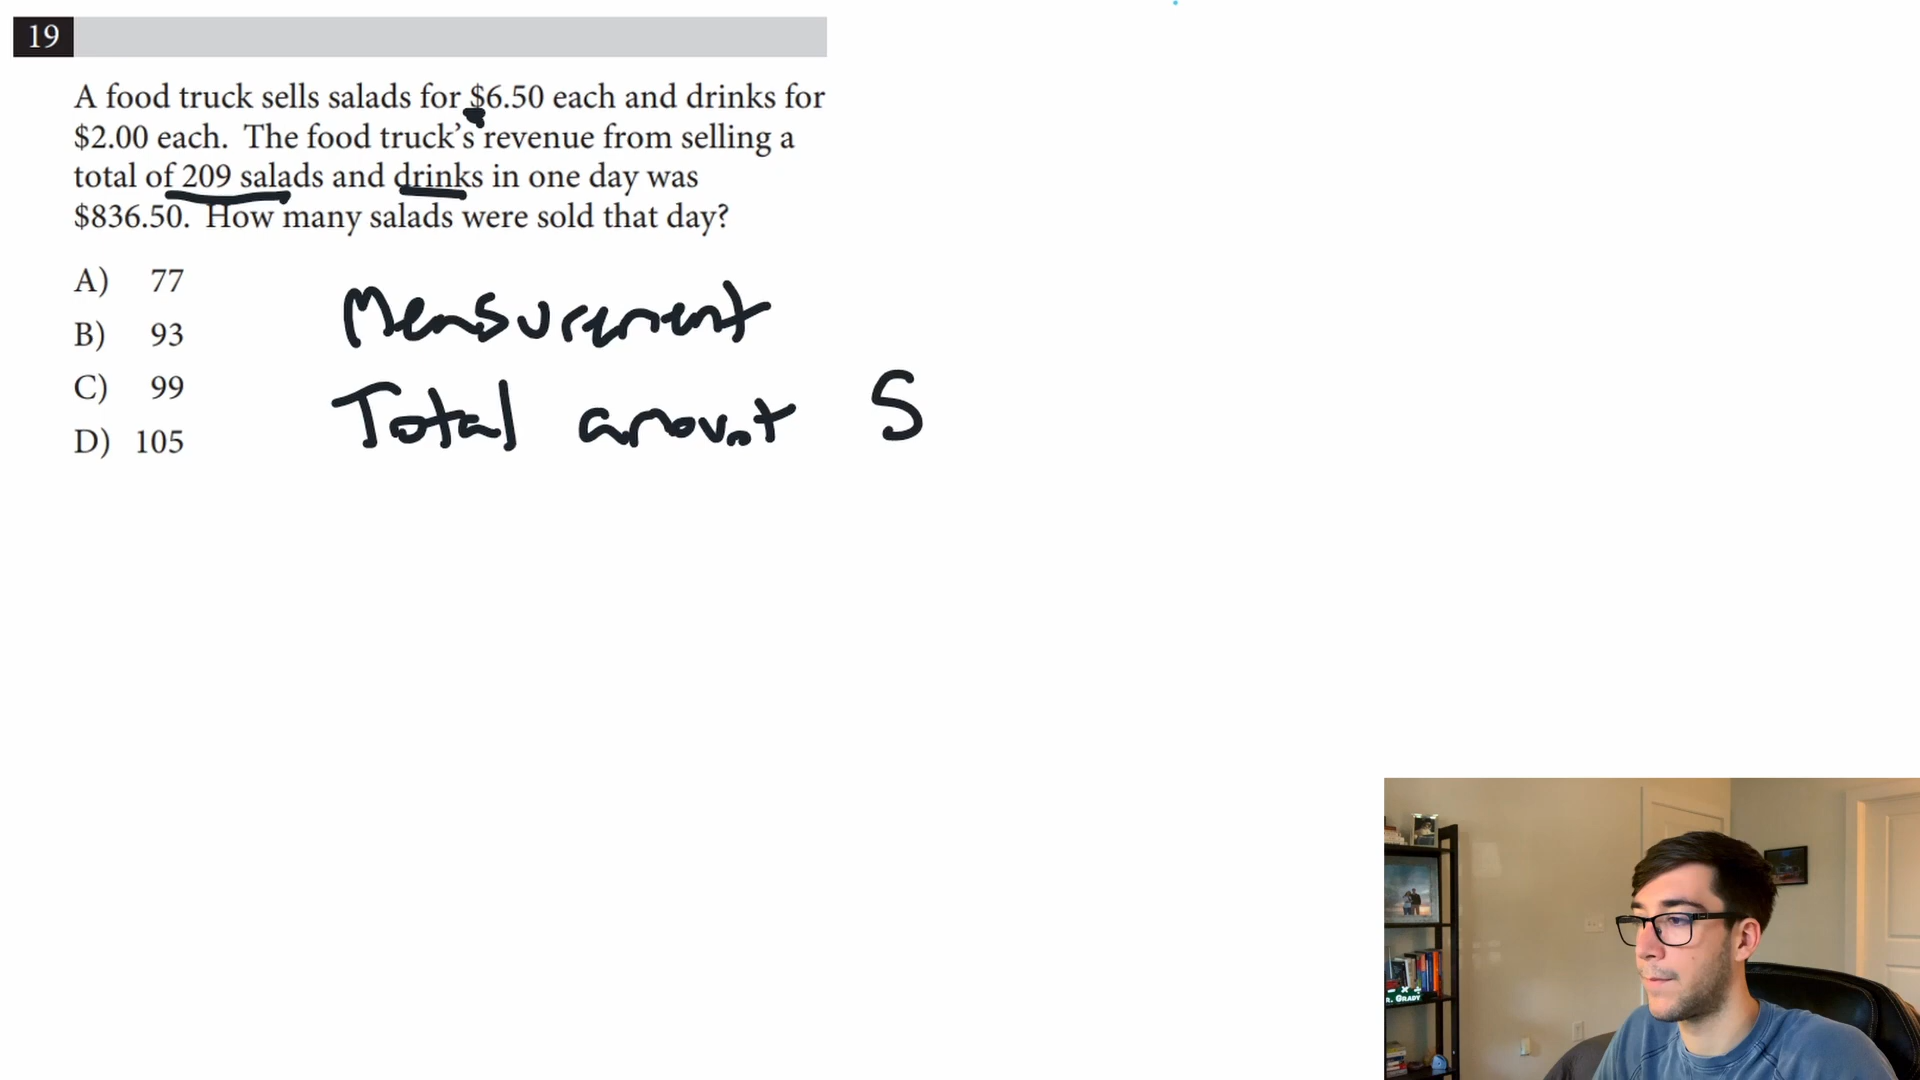 19
A food truck sells salads for $6.50 each and drinks for
$2.00 each. The food truck’s revenue from selling a
total of 209 salads and drinks in one day was
$836.50. How many salads were sold that day?
A) 77
B) 93
C) 99
D) 105
Measurement
Total amount S
R. GRADY